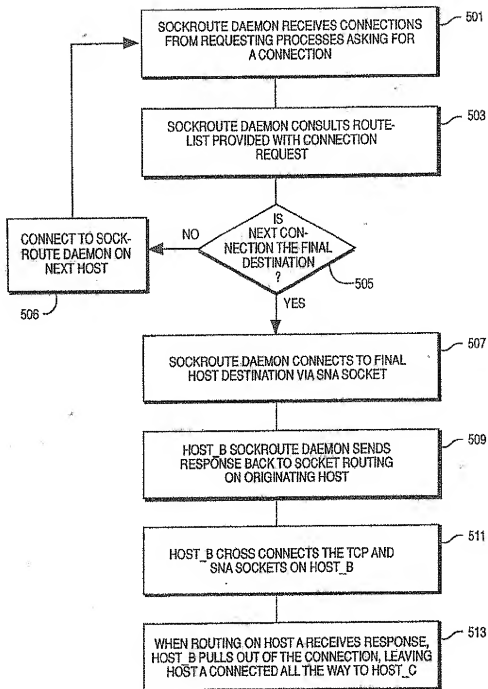 SOCKROUTE DAEMON RECEIVES CONNECTIONS
FROM REQUESTING PROCESSES ASKING FOR
A CONNECTION
501
SOCKROUTE DAEMON CONSULTS ROUTE-
LIST PROVIDED WITH CONNECTION
REQUEST
503
IS
NEXT CON-
NECTION THE FINAL
DESTINATION
?
505
NO
YES
CONNECT TO SOCK-
ROUTE DAEMON ON
NEXT HOST
506
SOCKROUTE DAEMON CONNECTS TO FINAL
HOST DESTINATION VIA SNA SOCKET
507
HOST_B SOCKROUTE DAEMON SENDS
RESPONSE BACK TO SOCKET ROUTING
ON ORIGINATING HOST
509
HOST_B CROSS CONNECTS THE TCP AND
SNA SOCKETS ON HOST_B
511
WHEN ROUTING ON HOST A RECEIVES RESPONSE,
HOST_B PULLS OUT OF THE CONNECTION, LEAVING
HOST A CONNECTED ALL THE WAY TO HOST_C
513